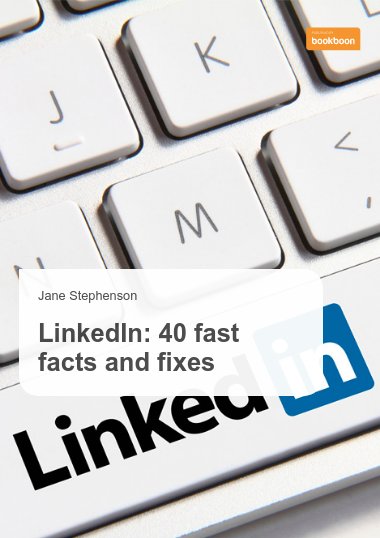 bookboon
J
K
<
,
N
M
Jane Stephenson
LinkedIn: 40 fast
facts and fixes
Linkedin